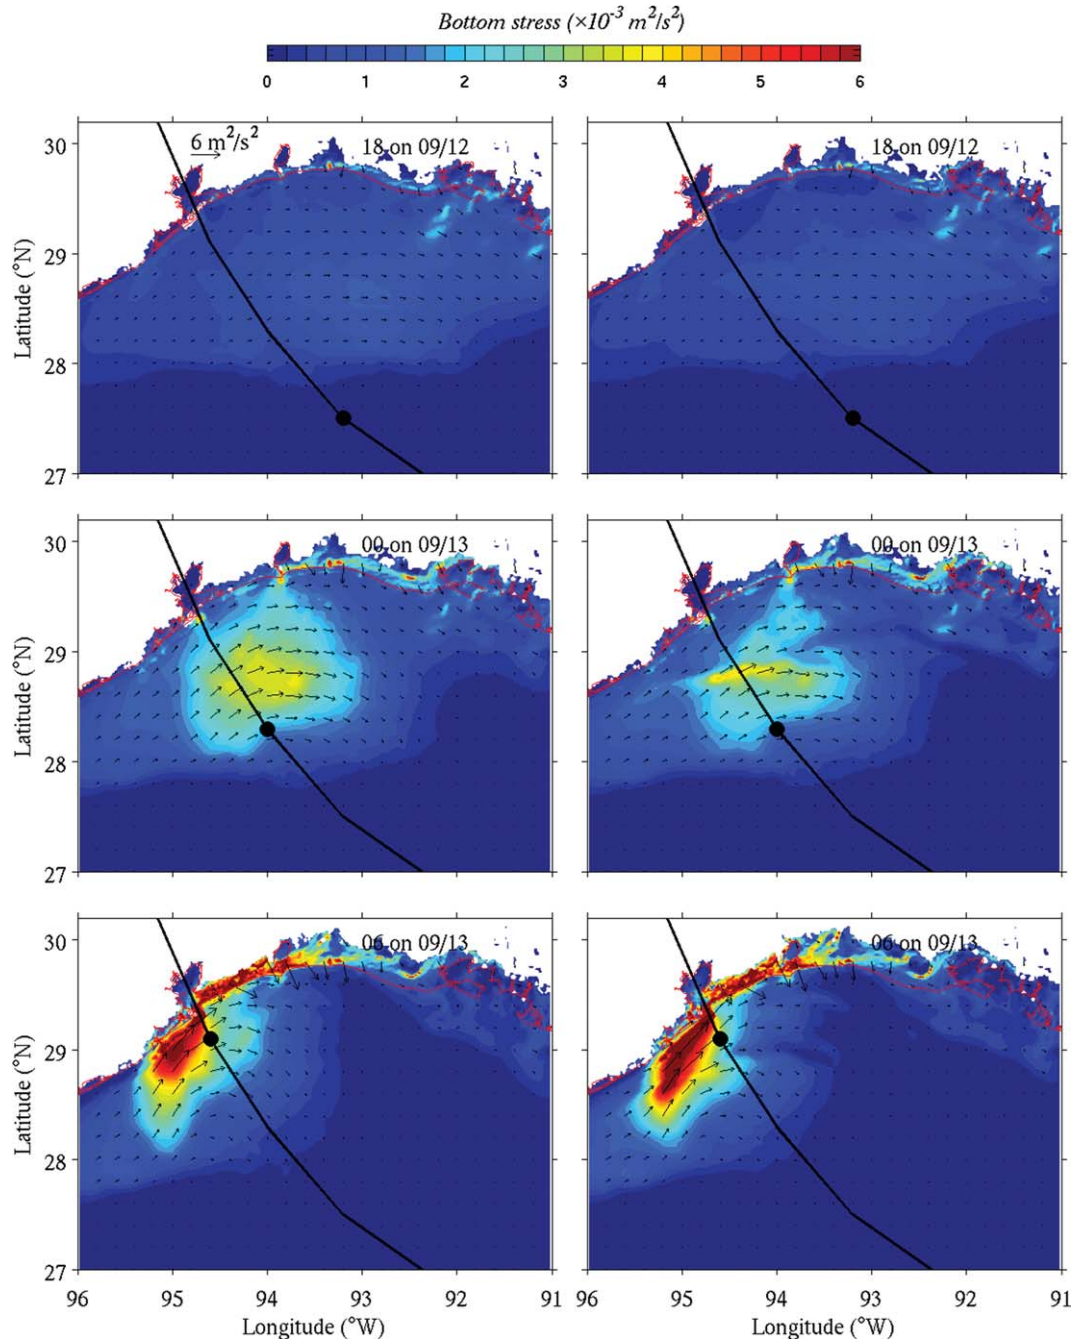 Bottom stress (×10⁻³ m²/s²)
0 1 2 3 4 5 6
6 m²/s²
18 on 09/12
18 on 09/12
30
29
28
27
Latitude (°N)
00 on 09/13
00 on 09/13
30
29
28
27
Latitude (°N)
06 on 09/13
06 on 09/13
30
29
28
27
Latitude (°N)
96 95 94 93 92 91
96 95 94 93 92 91
Longitude (°W)
Longitude (°W)